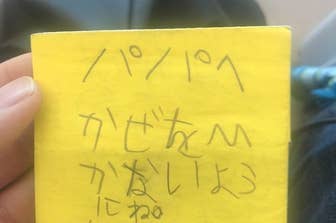 パパへ
かぜをひ
かないよう
にね。